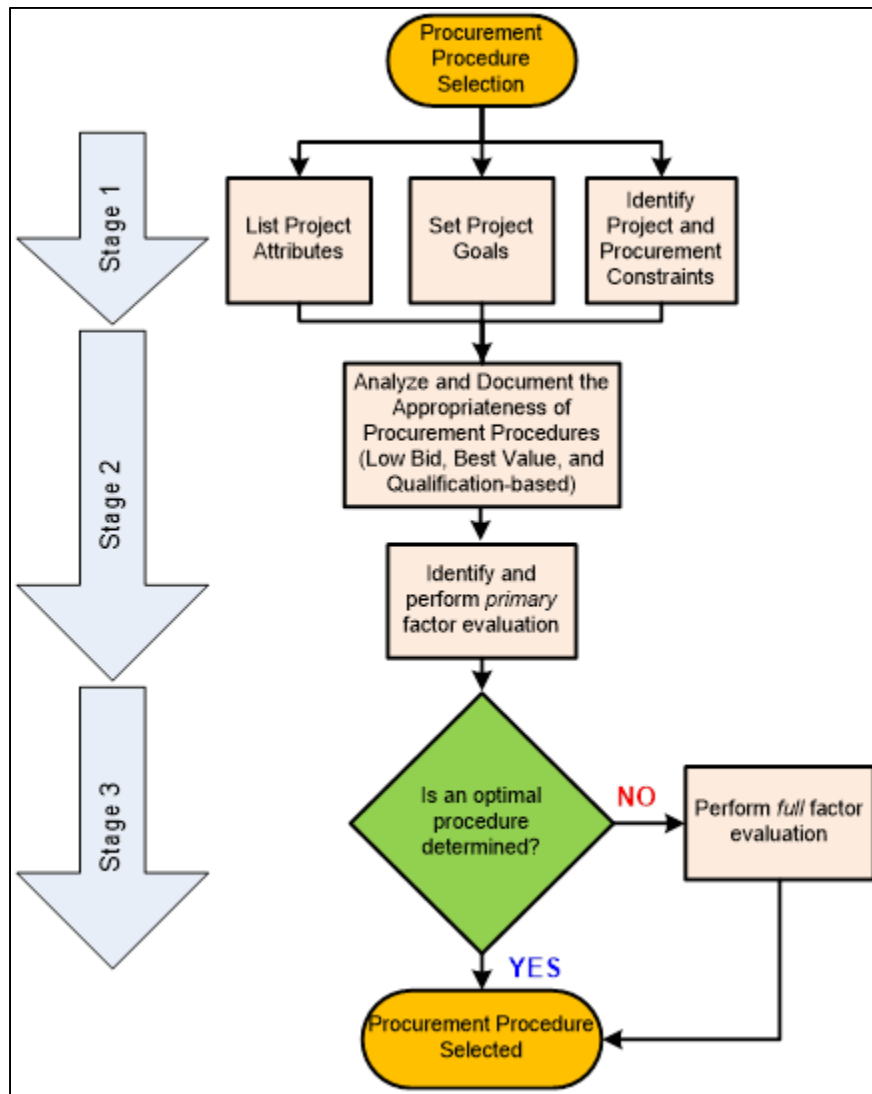 Procurement
Procedure
Selection
Stage 1
List Project
Attributes
Set Project
Goals
Identify
Project and
Procurement
Constraints
Stage 2
Analyze and Document the
Appropriateness of
Procurement Procedures
(Low Bid, Best Value, and
Qualification-based)
Identify and
perform primary
factor evaluation
Stage 3
Is an optimal
procedure
determined?
NO
Perform full factor
evaluation
YES
Procurement Procedure
Selected